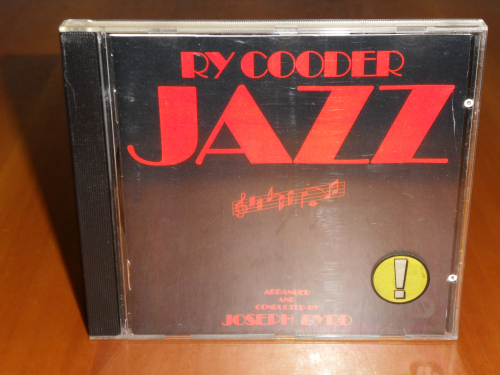 RY COODER
JAZZ
ARRANGED
AND
CONDUCTED BY
JOSEPH BYRD
!